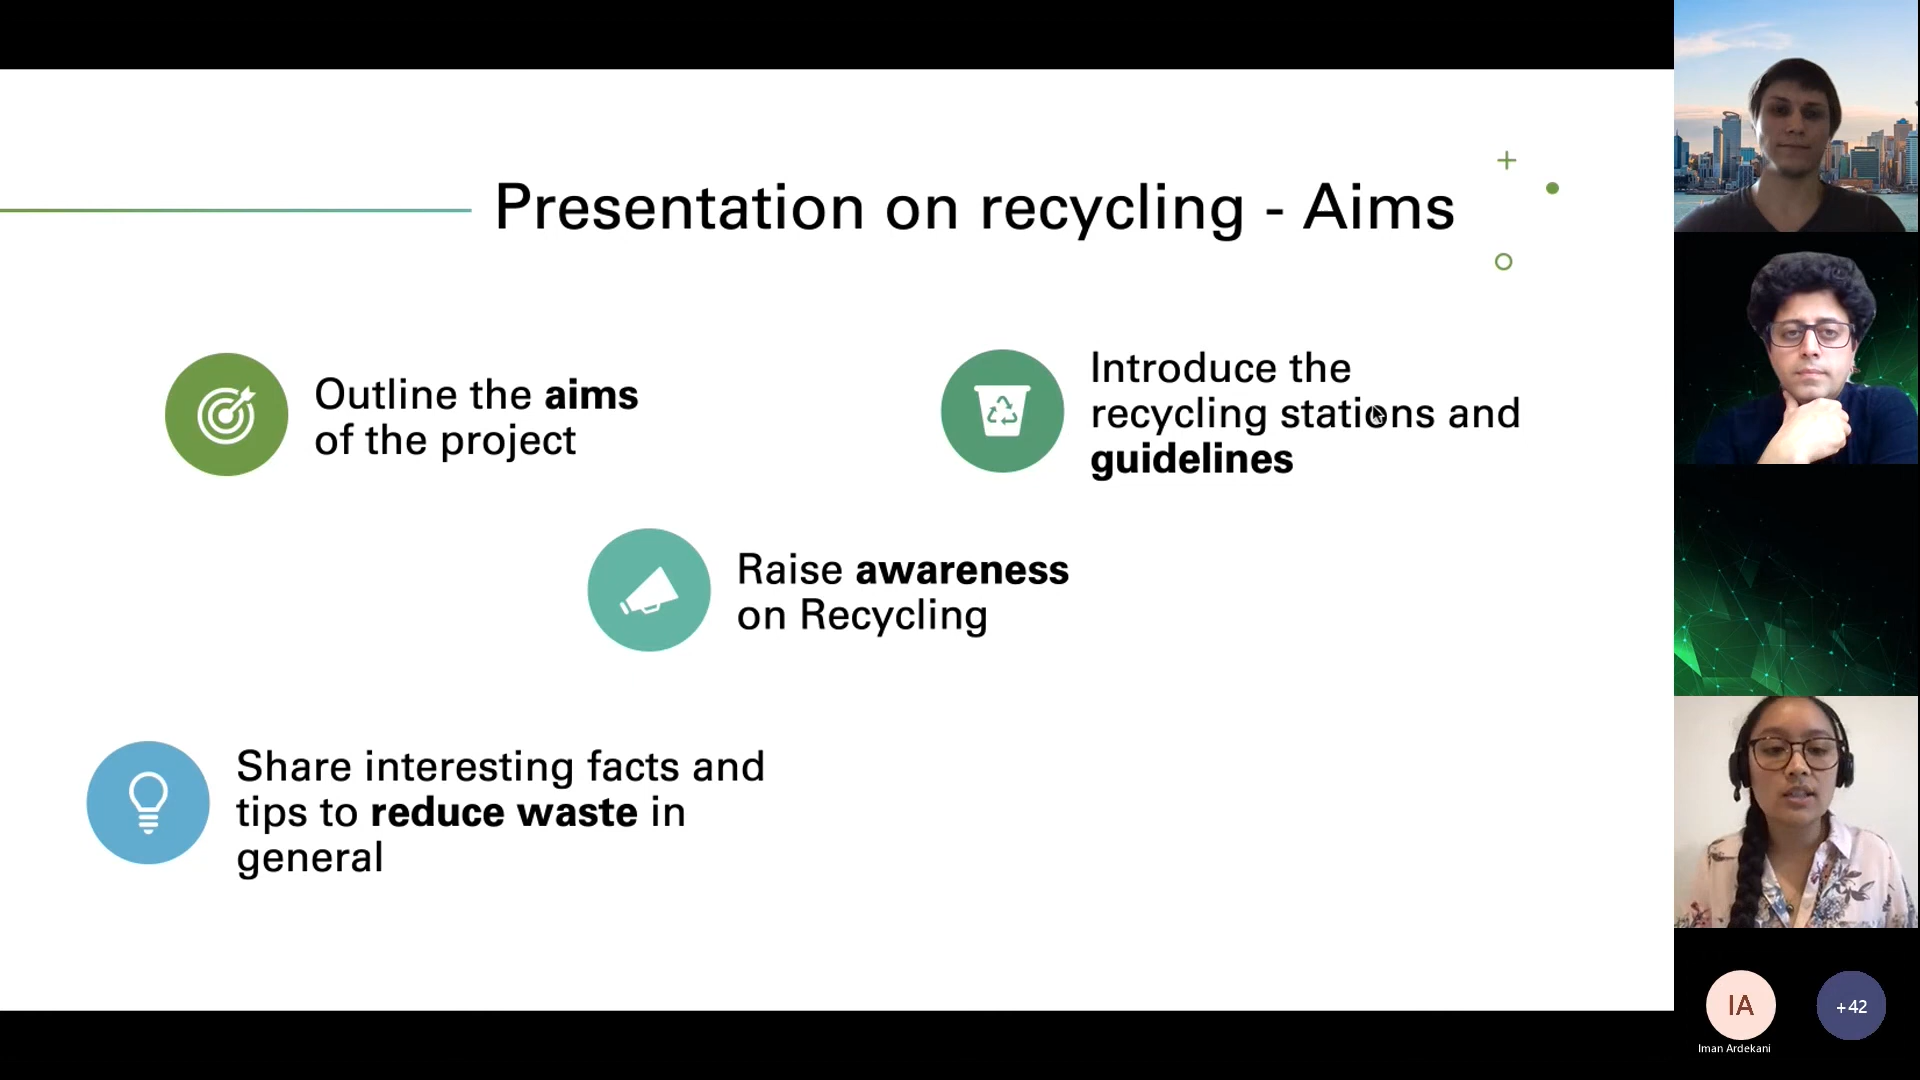 Presentation on recycling - Aims
Outline the aims
of the project
Introduce the
recycling stations and
guidelines
Raise awareness
on Recycling
Share interesting facts and
tips to reduce waste in
general
IA
+42
Iman Ardekani